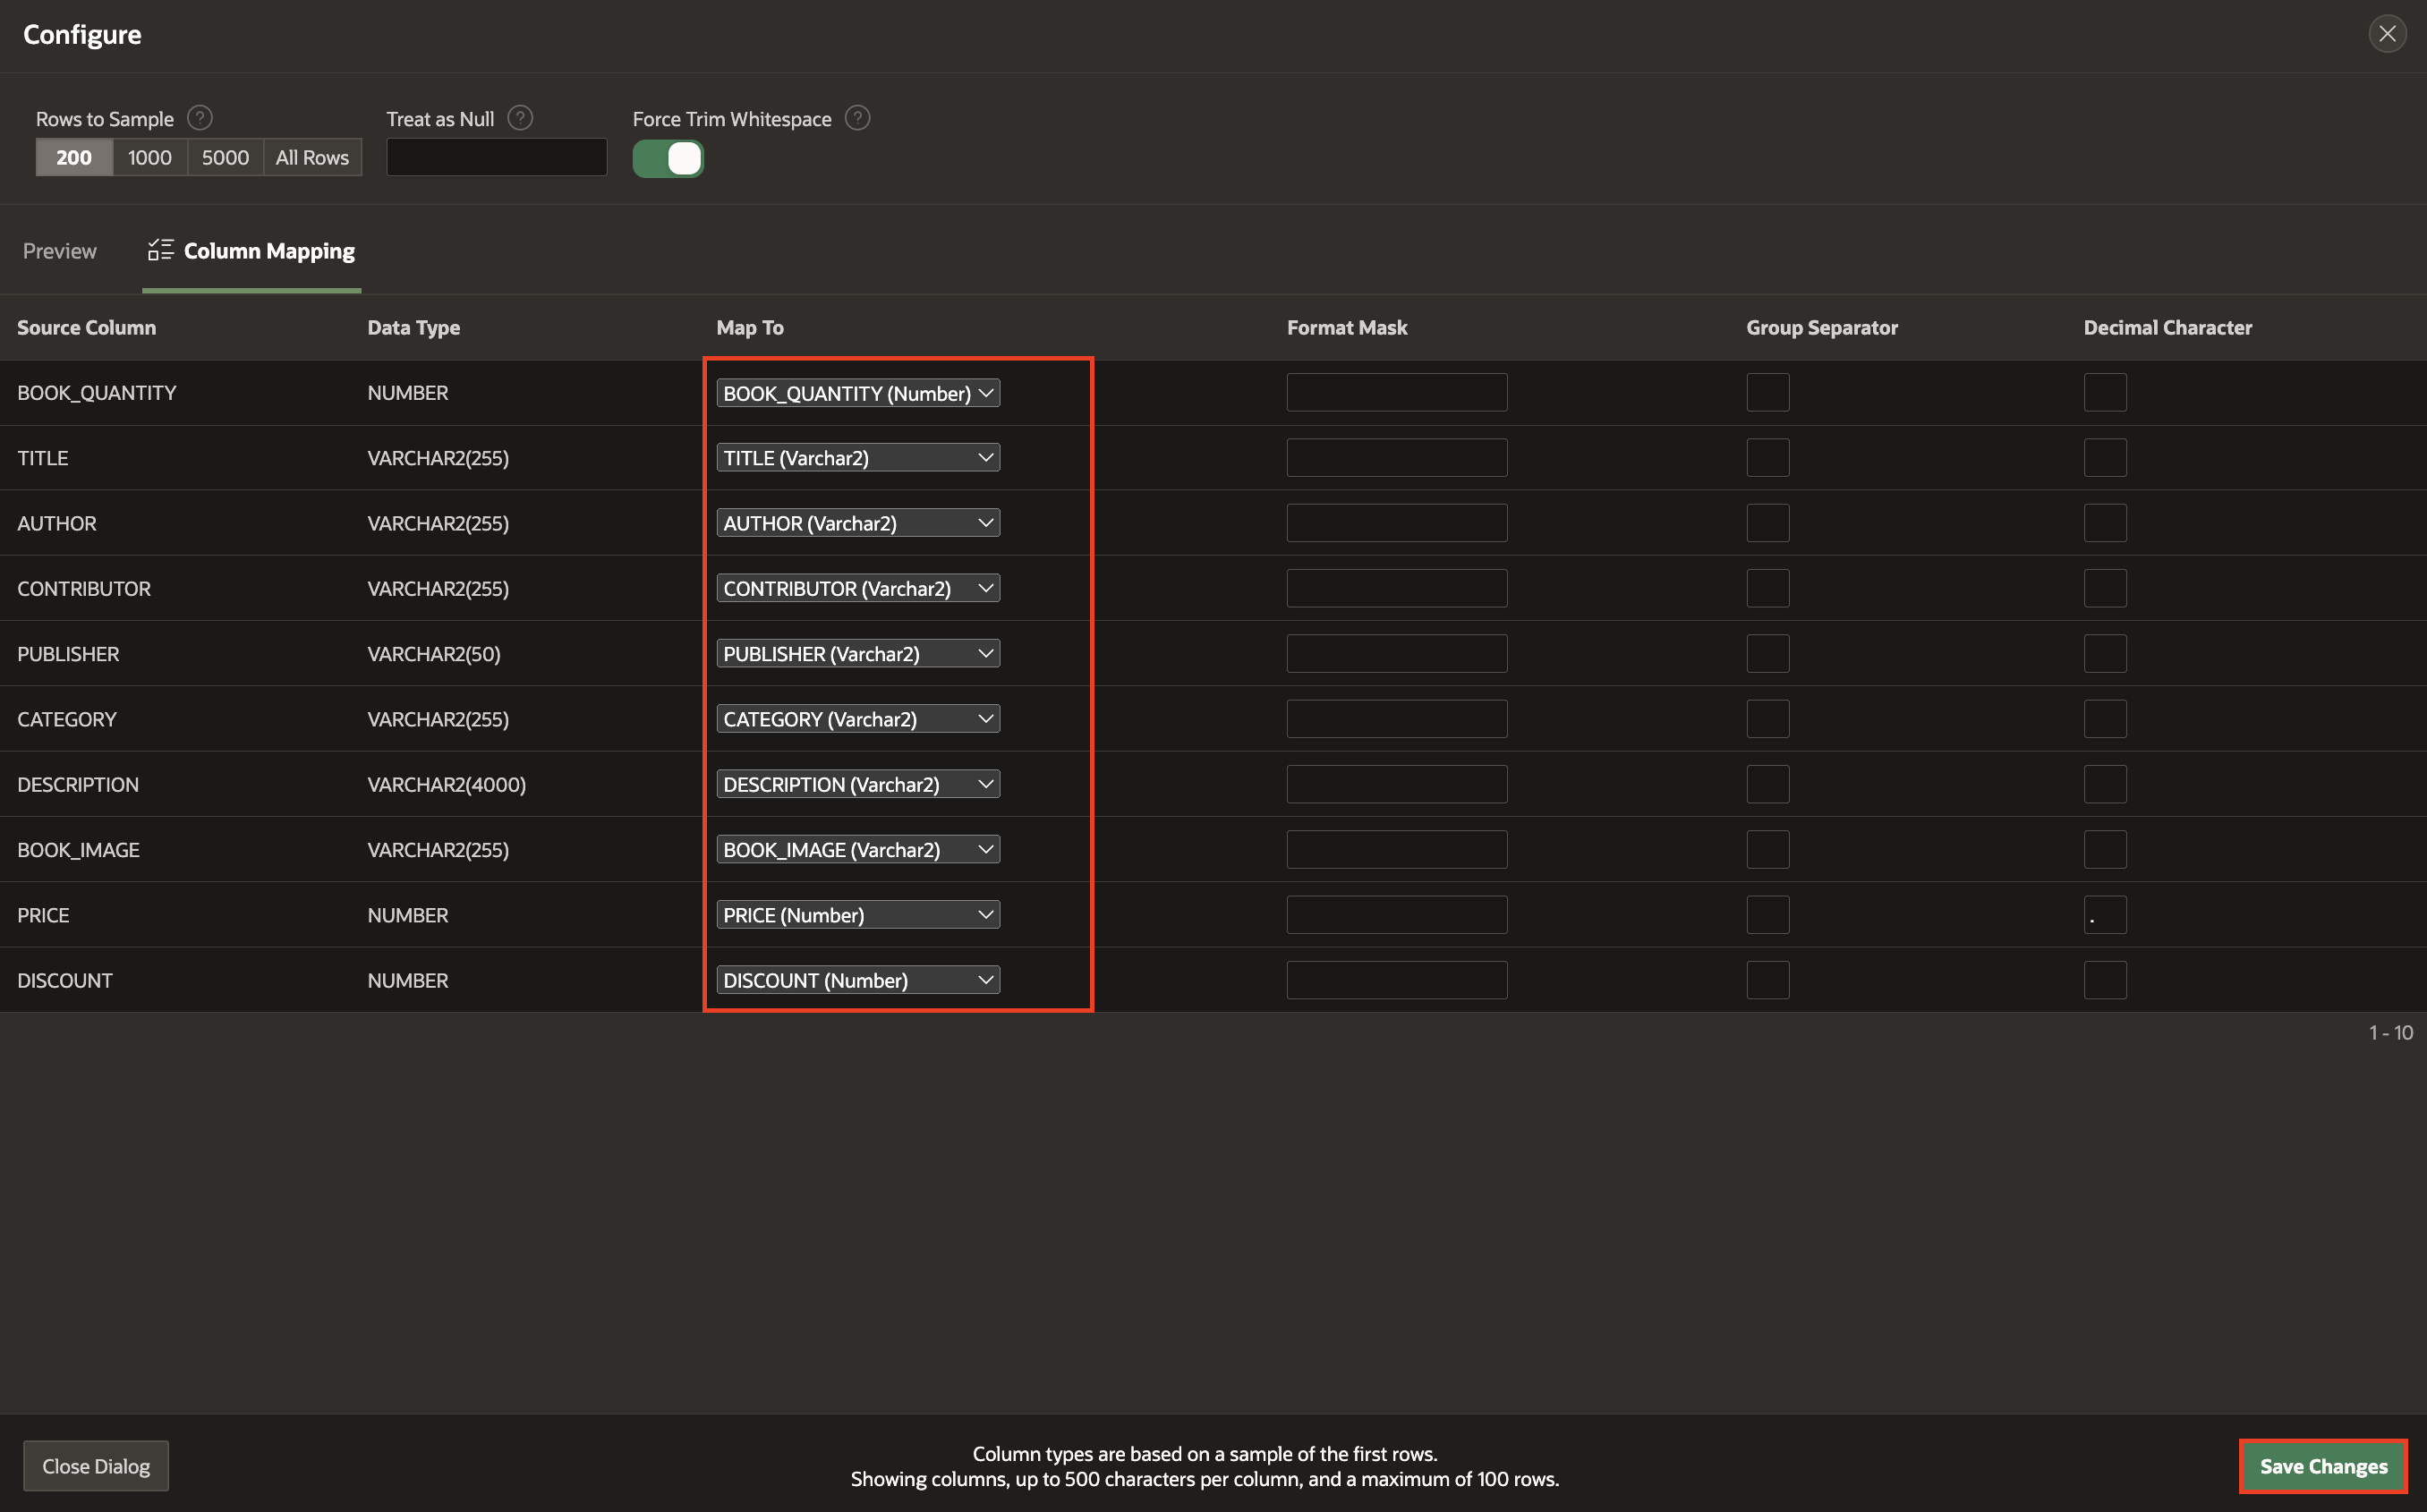 Configure
Rows to Sample ? Treat as Null ? Force Trim Whitespace ?
200 1000 5000 All Rows
Preview Column Mapping
Source Column Data Type Map To Format Mask Group Separator Decimal Character
BOOK_QUANTITY NUMBER BOOK_QUANTITY (Number)
TITLE VARCHAR2(255) TITLE (Varchar2)
AUTHOR VARCHAR2(255) AUTHOR (Varchar2)
CONTRIBUTOR VARCHAR2(255) CONTRIBUTOR (Varchar2)
PUBLISHER VARCHAR2(50) PUBLISHER (Varchar2)
CATEGORY VARCHAR2(255) CATEGORY (Varchar2)
DESCRIPTION VARCHAR2(4000) DESCRIPTION (Varchar2)
BOOK_IMAGE VARCHAR2(255) BOOK_IMAGE (Varchar2)
PRICE NUMBER PRICE (Number) .
DISCOUNT NUMBER DISCOUNT (Number)
1 - 10
Column types are based on a sample of the first rows.
Close Dialog Showing columns, up to 500 characters per column, and a maximum of 100 rows. Save Changes